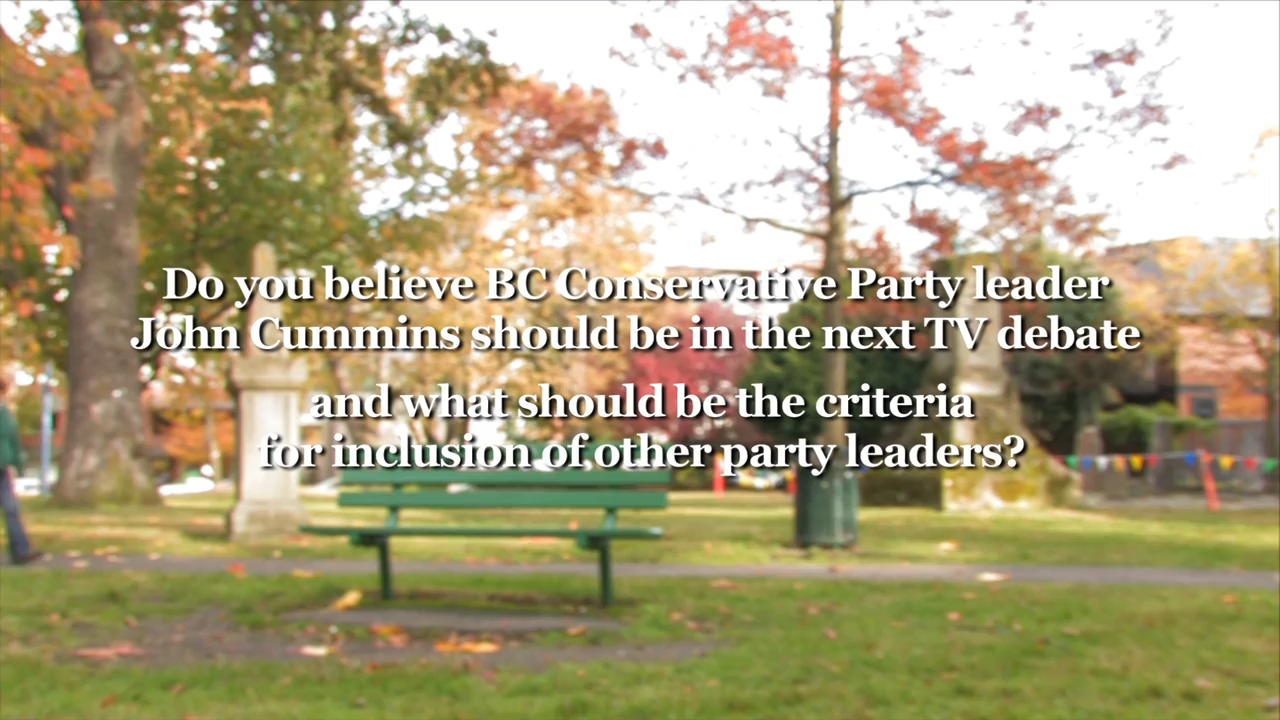 Do you believe BC Conservative Party leader
John Cummins should be in the next TV debate
and what should be the criteria
for inclusion of other party leaders?